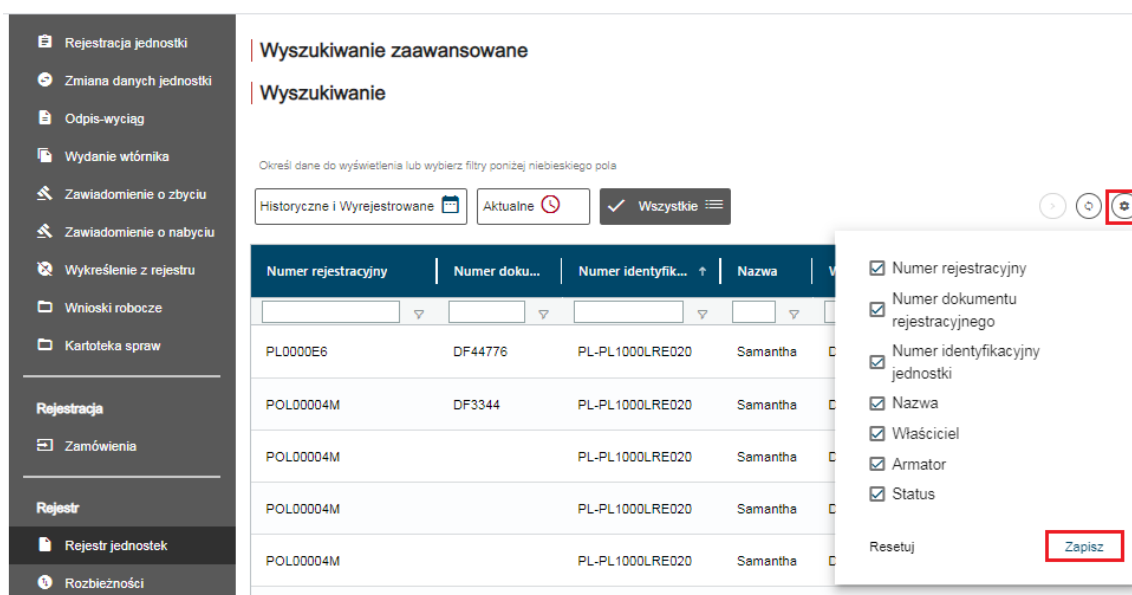 Rejestracja jednostki
Zmiana danych jednostki
Odpis-wyciąg
Wydanie wtórnika
Zawiadomienie o zbyciu
Zawiadomienie o nabyciu
Wykreślenie z rejestru
Wnioski robocze
Kartoteka spraw
Rejestracja
Zamówienia
Rejestr
Rejestr jednostek
Rozbieżności
Wyszukiwanie zaawansowane
Wyszukiwanie
Określ dane do wyświetlenia lub wybierz filtry poniżej niebieskiego pola
Historyczne i Wyrejestrowane Aktualne Wszystkie
Numer rejestracyjny Numer doku... Numer identyfik... Nazwa
PL0000E6 DF44776 PL-PL1000LRE020 Samantha
POL00004M DF3344 PL-PL1000LRE020 Samantha
POL00004M PL-PL1000LRE020 Samantha
POL00004M PL-PL1000LRE020 Samantha
POL00004M PL-PL1000LRE020 Samantha
Numer rejestracyjny
Numer dokumentu
rejestracyjnego
Numer identyfikacyjny
jednostki
Nazwa
Właściciel
Armator
Status
Resetuj Zapisz